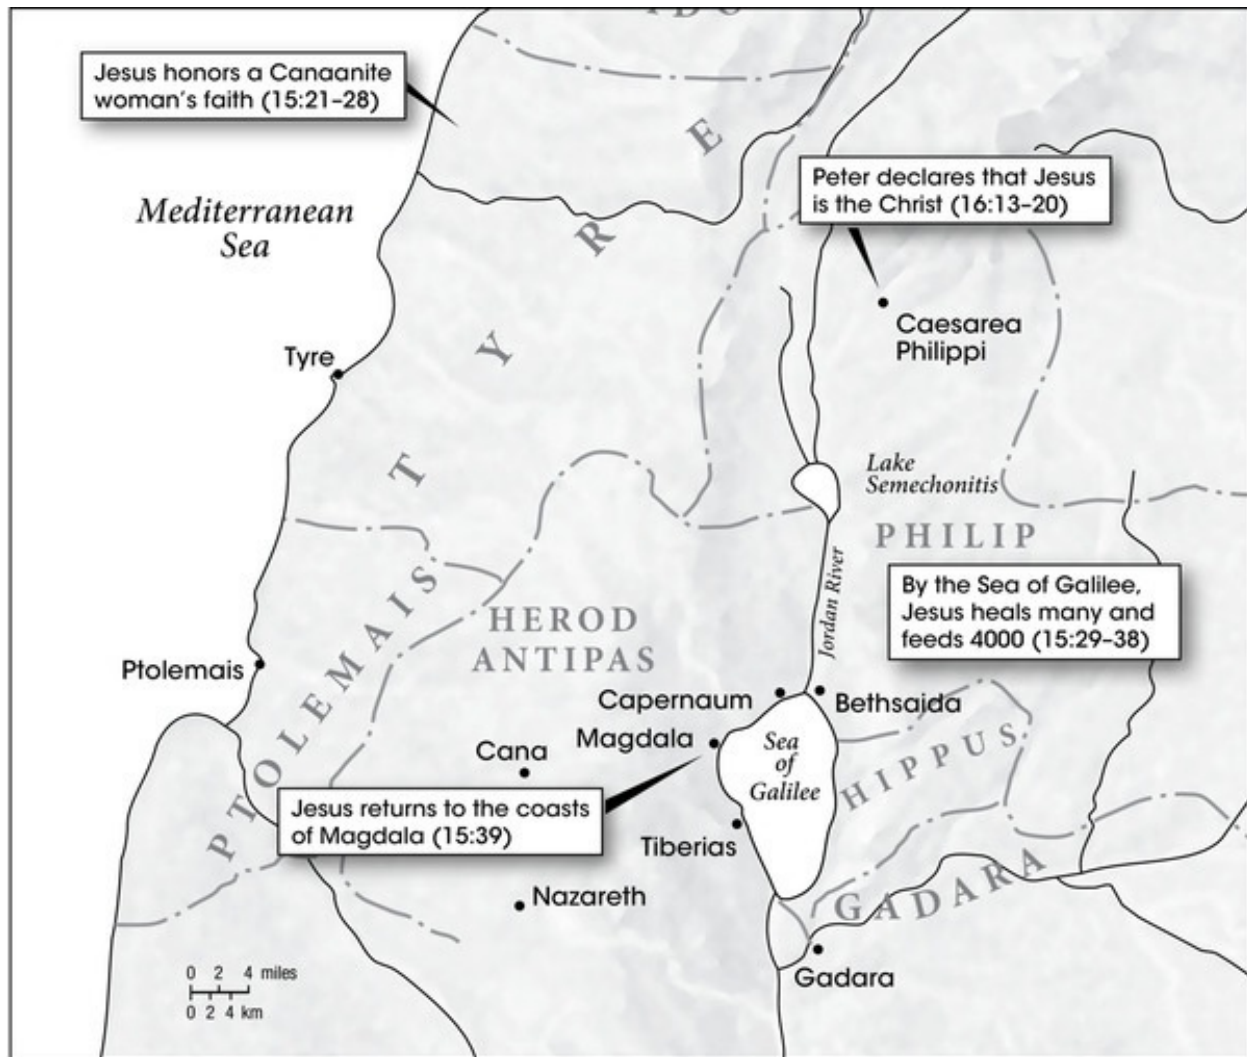 IDO
Jesus honors a Canaanite
woman's faith (15:21–28)
TYRE
Mediterranean
Sea
Peter declares that Jesus
is the Christ (16:13–20)
Caesarea
Philippi
Tyre
Lake
Semechonitis
PHILIP
Jordan River
By the Sea of Galilee,
Jesus heals many and
feeds 4000 (15:29–38)
HEROD
ANTIPAS
PTOLEMAIS
Ptolemais
Capernaum
Bethsaida
Magdala
Cana
Sea
of
Galilee
HIPPUS
Jesus returns to the coasts
of Magdala (15:39)
Tiberias
Nazareth
GADARA
Gadara
0 2 4 miles
0 2 4 km